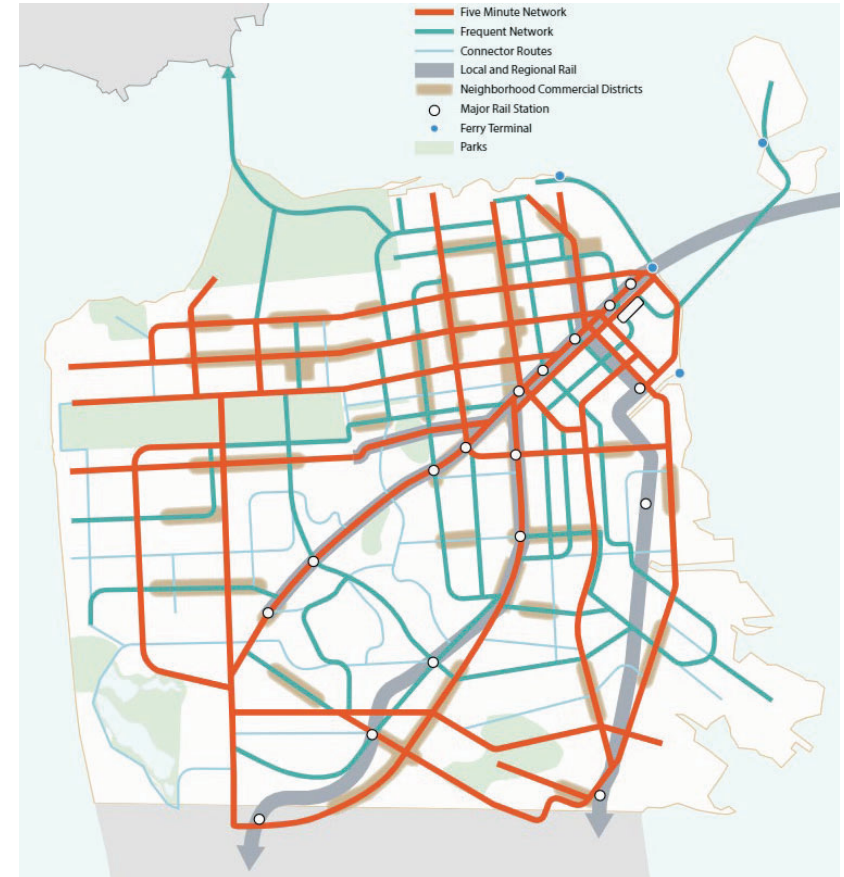 Five Minute Network
Frequent Network
Connector Routes
Local and Regional Rail
Neighborhood Commercial Districts
Major Rail Station
Ferry Terminal
Parks